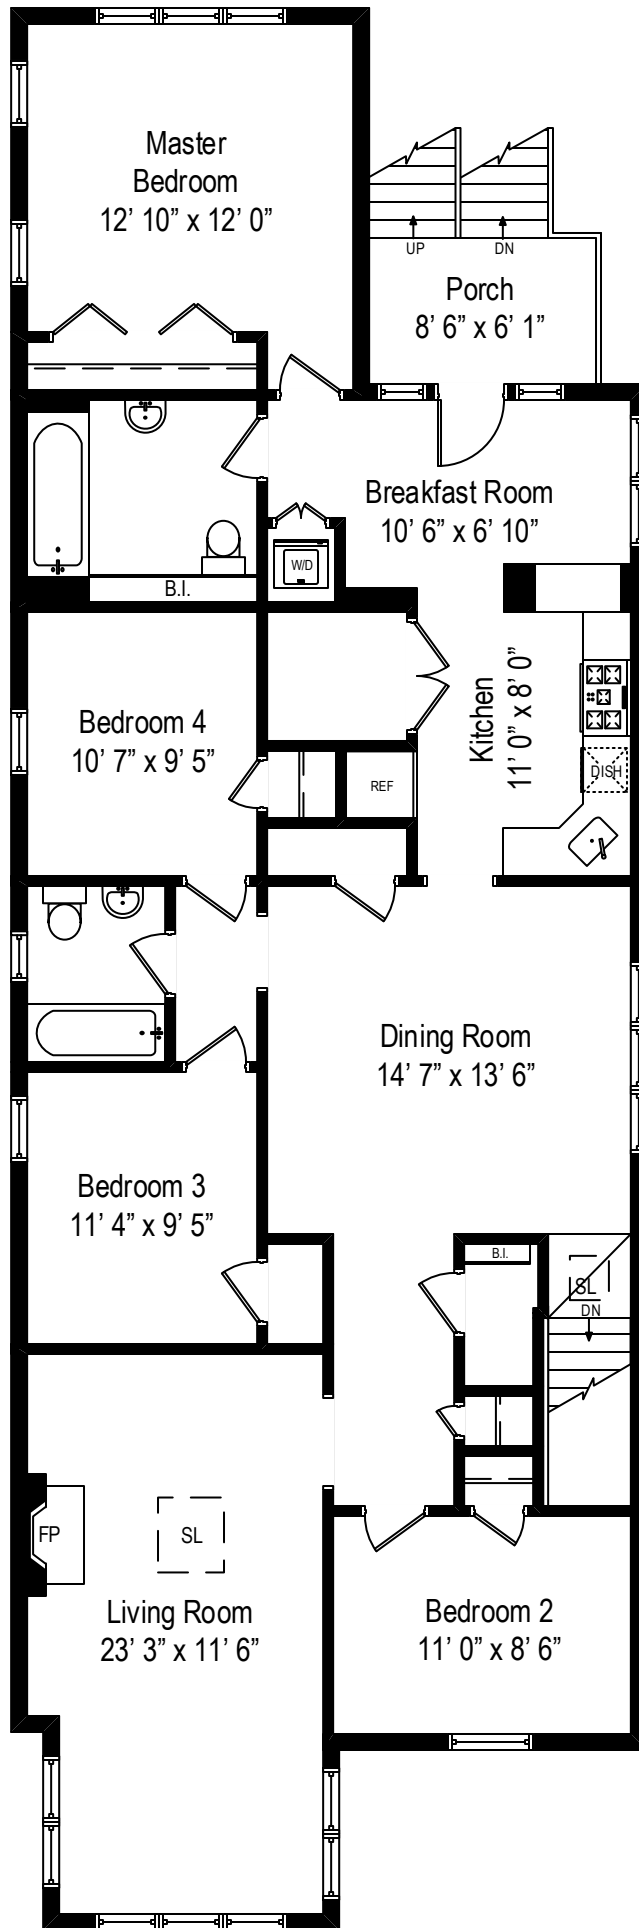 Master
Bedroom
12’ 10” x 12’ 0”
UP
DN
Porch
8’ 6” x 6’ 1”
Breakfast Room
10’ 6” x 6’ 10”
W/D
B.I.
Kitchen
11’ 0” x 8’ 0”
Bedroom 4
10’ 7” x 9’ 5”
REF
DISH
Dining Room
14’ 7” x 13’ 6”
Bedroom 3
11’ 4” x 9’ 5”
B.I.
SL
DN
FP
SL
Living Room
23’ 3” x 11’ 6”
Bedroom 2
11’ 0” x 8’ 6”